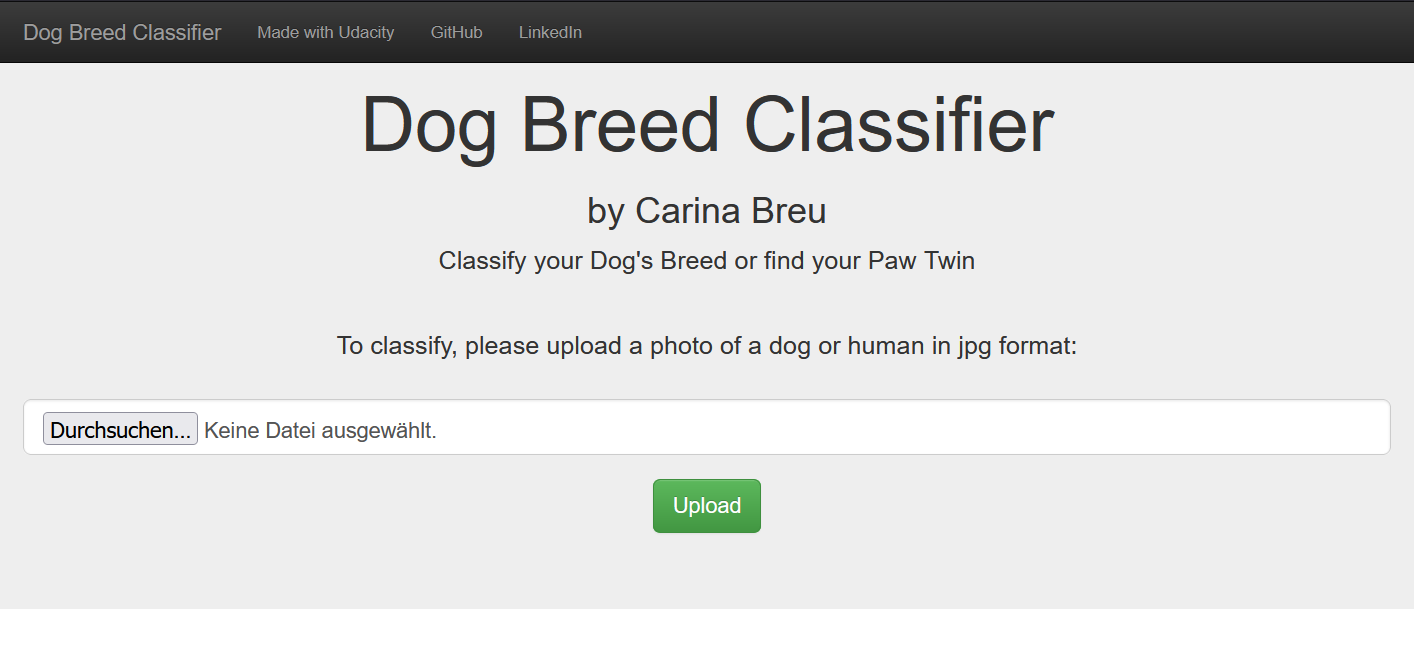 Dog Breed Classifier Made with Udacity GitHub LinkedIn
Dog Breed Classifier
by Carina Breu
Classify your Dog's Breed or find your Paw Twin
To classify, please upload a photo of a dog or human in jpg format:
Durchsuchen... Keine Datei ausgewählt.
Upload